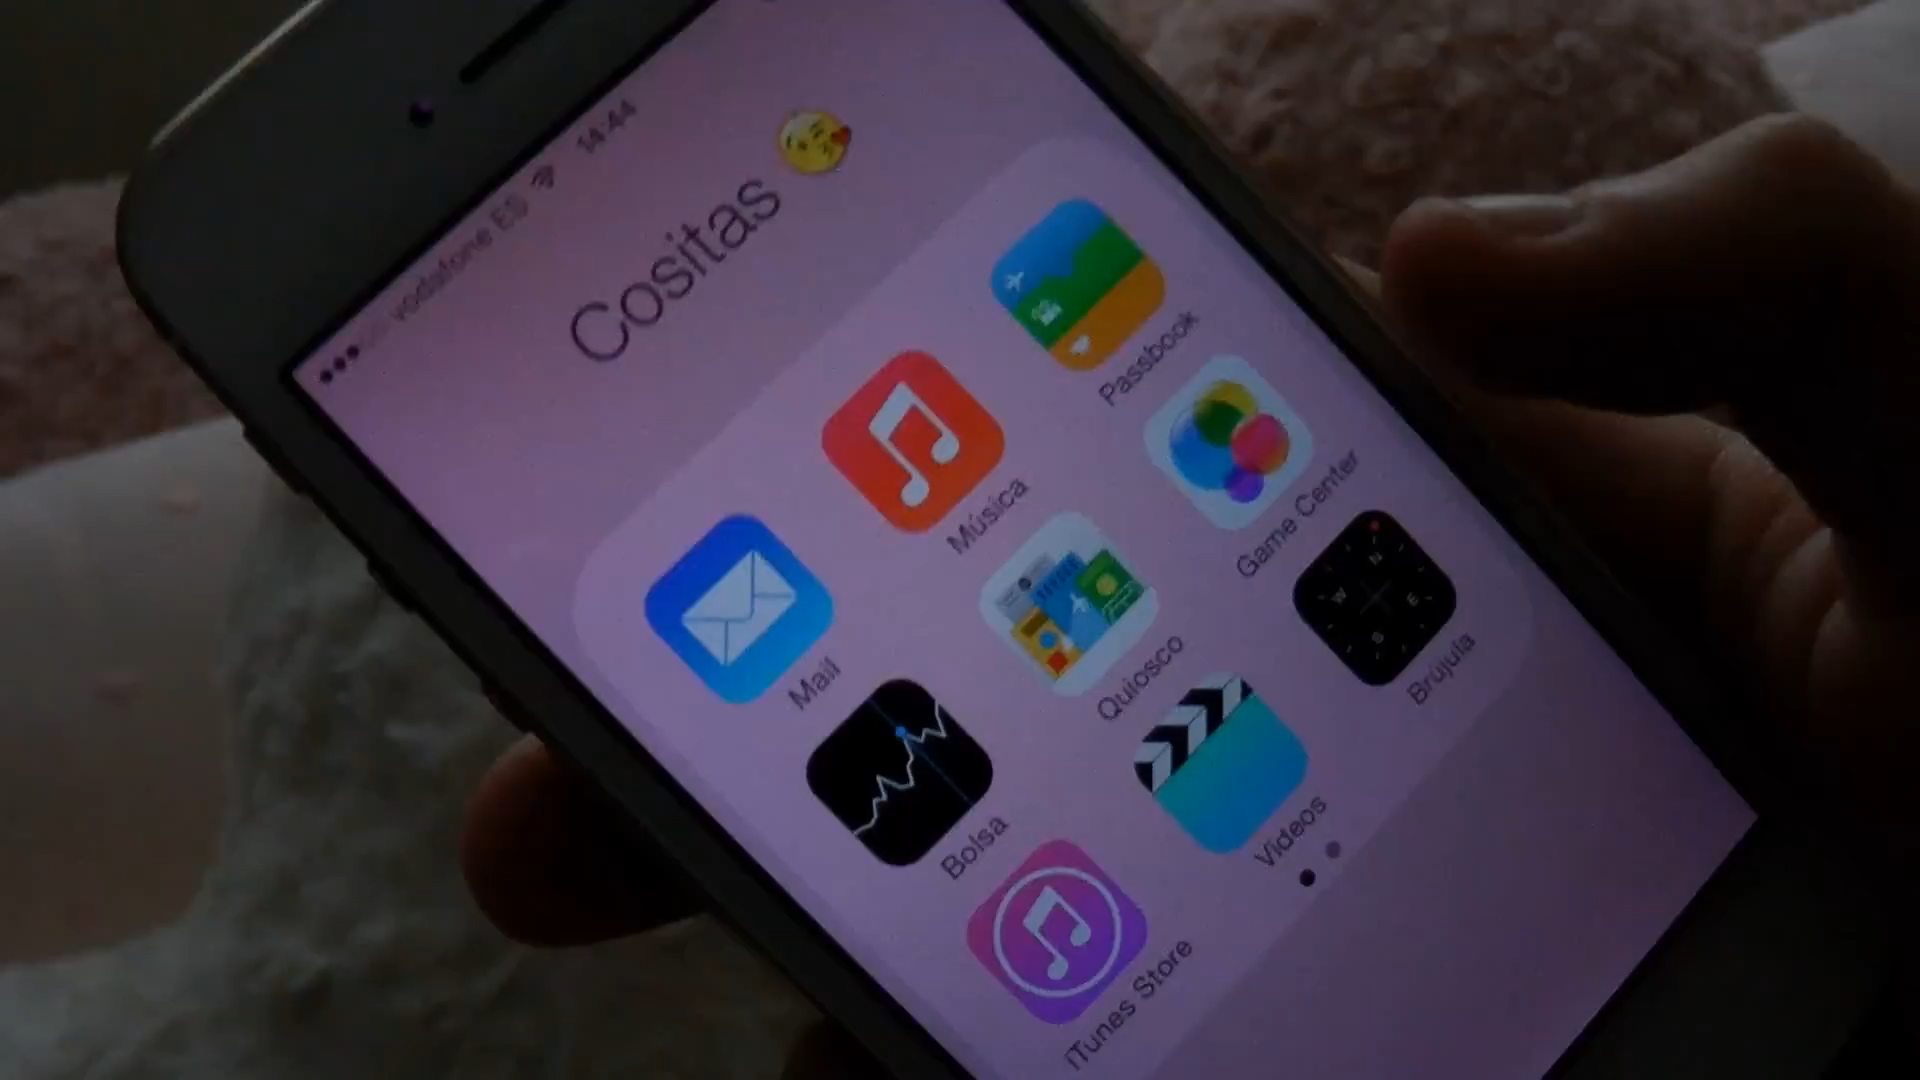 vodafone ES 14:44
Cositas 😘
Mail Música Passbook
Bolsa Quiosco Game Center
iTunes Store Vídeos Brújula
N
W E
S